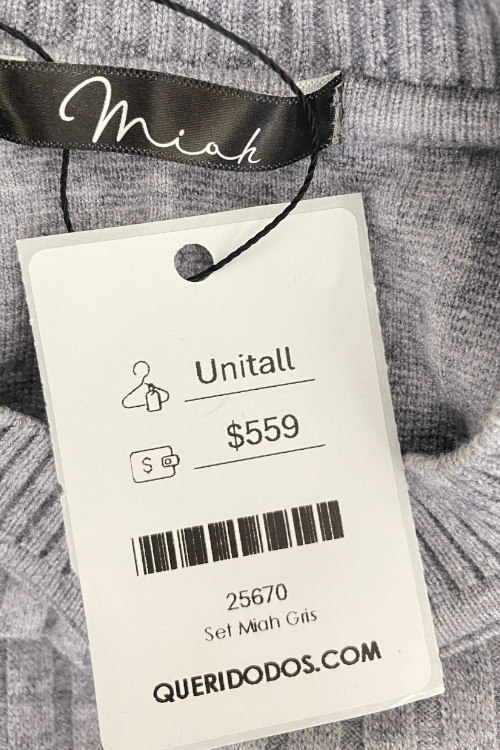 Miah
Unitall
$
$559
25670
Set Miah Gris
QUERIDODOS.COM